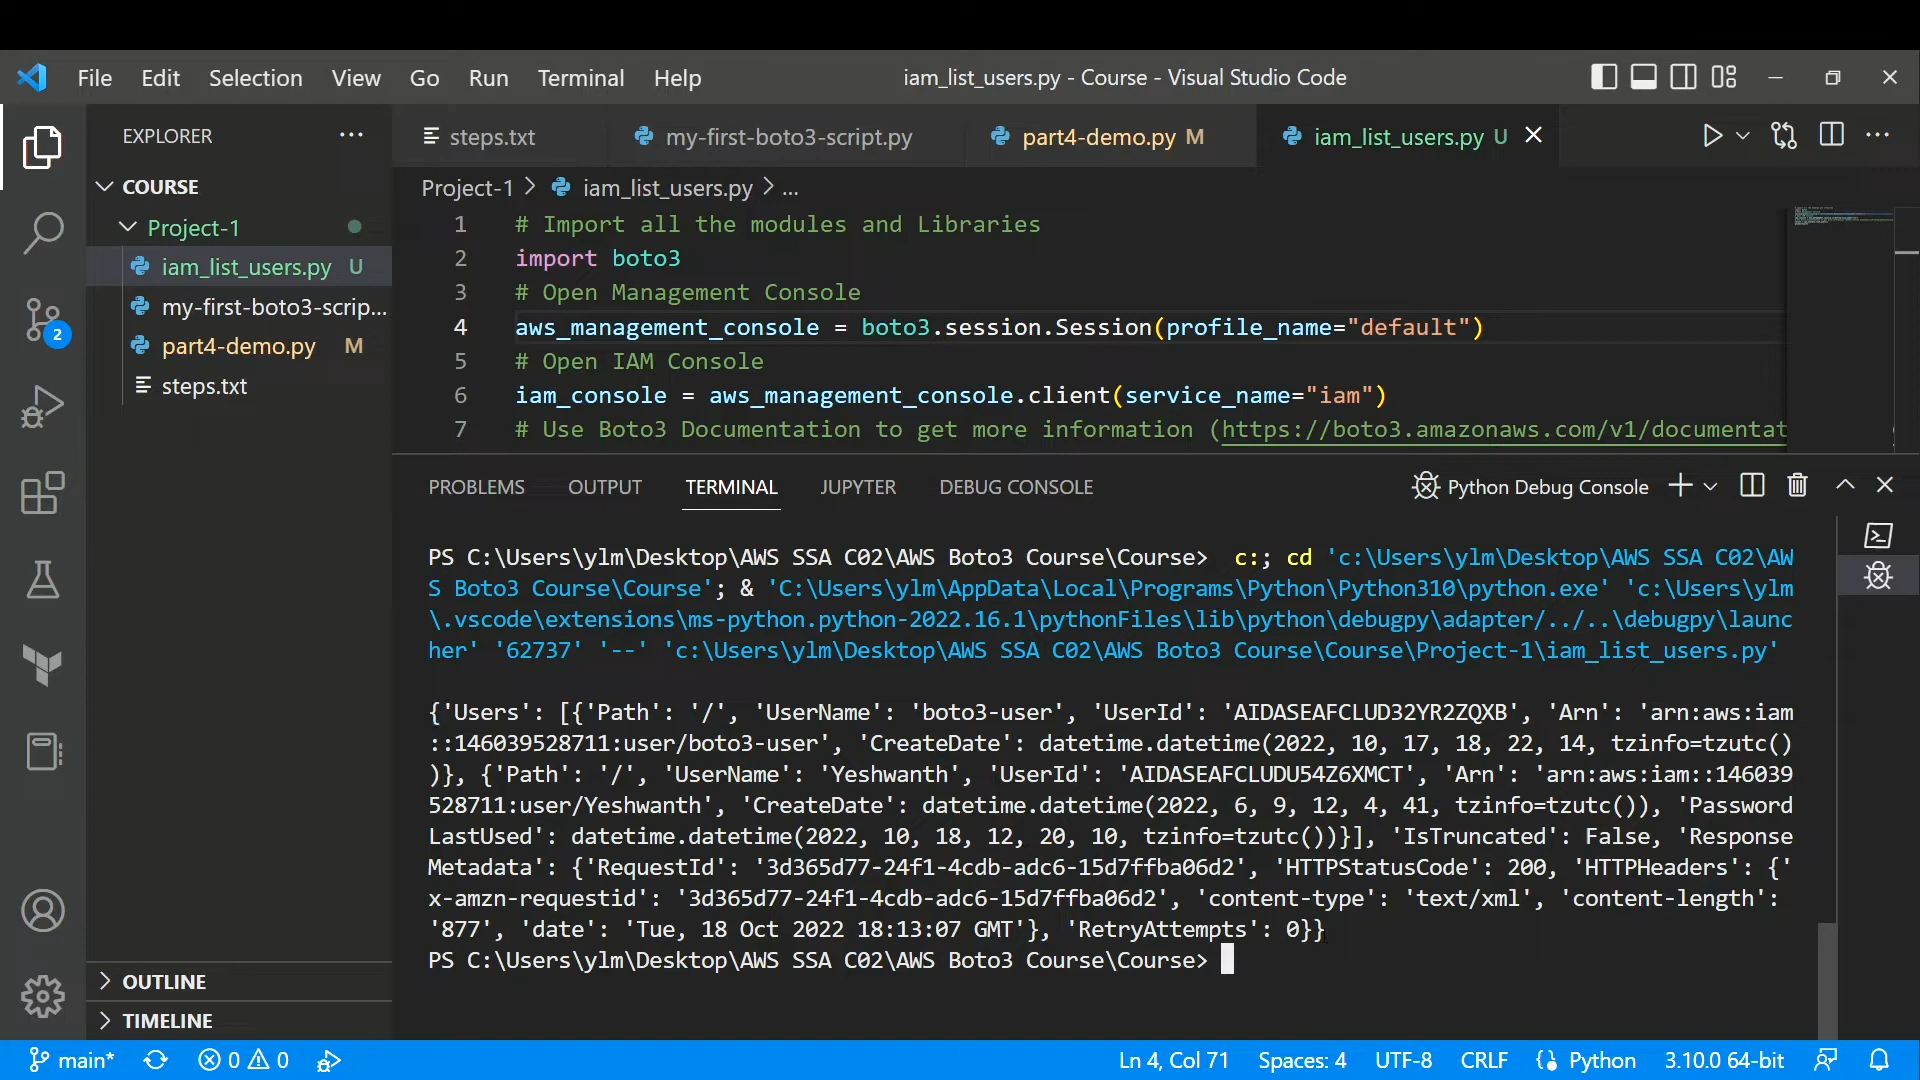 File Edit Selection View Go Run Terminal Help iam_list_users.py - Course - Visual Studio Code
EXPLORER ...
steps.txt my-first-boto3-script.py part4-demo.py M iam_list_users.py U
COURSE
Project-1
iam_list_users.py U
my-first-boto3-scrip...
part4-demo.py M
steps.txt
OUTLINE
TIMELINE
Project-1 > iam_list_users.py > ...
1 # Import all the modules and Libraries
2 import boto3
3 # Open Management Console
4 aws_management_console = boto3.session.Session(profile_name="default")
5 # Open IAM Console
6 iam_console = aws_management_console.client(service_name="iam")
7 # Use Boto3 Documentation to get more information (https://boto3.amazonaws.com/v1/documentat
PROBLEMS OUTPUT TERMINAL JUPYTER DEBUG CONSOLE Python Debug Console
PS C:\Users\ylm\Desktop\AWS SSA C02\AWS Boto3 Course\Course> c:; cd 'c:\Users\ylm\Desktop\AWS SSA C02\AW
S Boto3 Course\Course'; & 'C:\Users\ylm\AppData\Local\Programs\Python\Python310\python.exe' 'c:\Users\ylm
\.vscode\extensions\ms-python.python-2022.16.1\pythonFiles\lib\python\debugpy\adapter/../..\debugpy\launc
her' '62737' '--' 'c:\Users\ylm\Desktop\AWS SSA C02\AWS Boto3 Course\Course\Project-1\iam_list_users.py'
{'Users': [{'Path': '/', 'UserName': 'boto3-user', 'UserId': 'AIDASEAFCLUD32YR2ZQXB', 'Arn': 'arn:aws:iam
::146039528711:user/boto3-user', 'CreateDate': datetime.datetime(2022, 10, 17, 18, 22, 14, tzinfo=tzutc()
)}, {'Path': '/', 'UserName': 'Yeshwanth', 'UserId': 'AIDASEAFCLUDU54Z6XMCT', 'Arn': 'arn:aws:iam::146039
528711:user/Yeshwanth', 'CreateDate': datetime.datetime(2022, 6, 9, 12, 4, 41, tzinfo=tzutc()), 'Password
LastUsed': datetime.datetime(2022, 10, 18, 12, 20, 10, tzinfo=tzutc())}], 'IsTruncated': False, 'Response
Metadata': {'RequestId': '3d365d77-24f1-4cdb-adc6-15d7ffba06d2', 'HTTPStatusCode': 200, 'HTTPHeaders': {'
x-amzn-requestid': '3d365d77-24f1-4cdb-adc6-15d7ffba06d2', 'content-type': 'text/xml', 'content-length':
'877', 'date': 'Tue, 18 Oct 2022 18:13:07 GMT'}, 'RetryAttempts': 0}}
PS C:\Users\ylm\Desktop\AWS SSA C02\AWS Boto3 Course\Course>
2
main* 0 0 Ln 4, Col 71 Spaces: 4 UTF-8 CRLF Python 3.10.0 64-bit